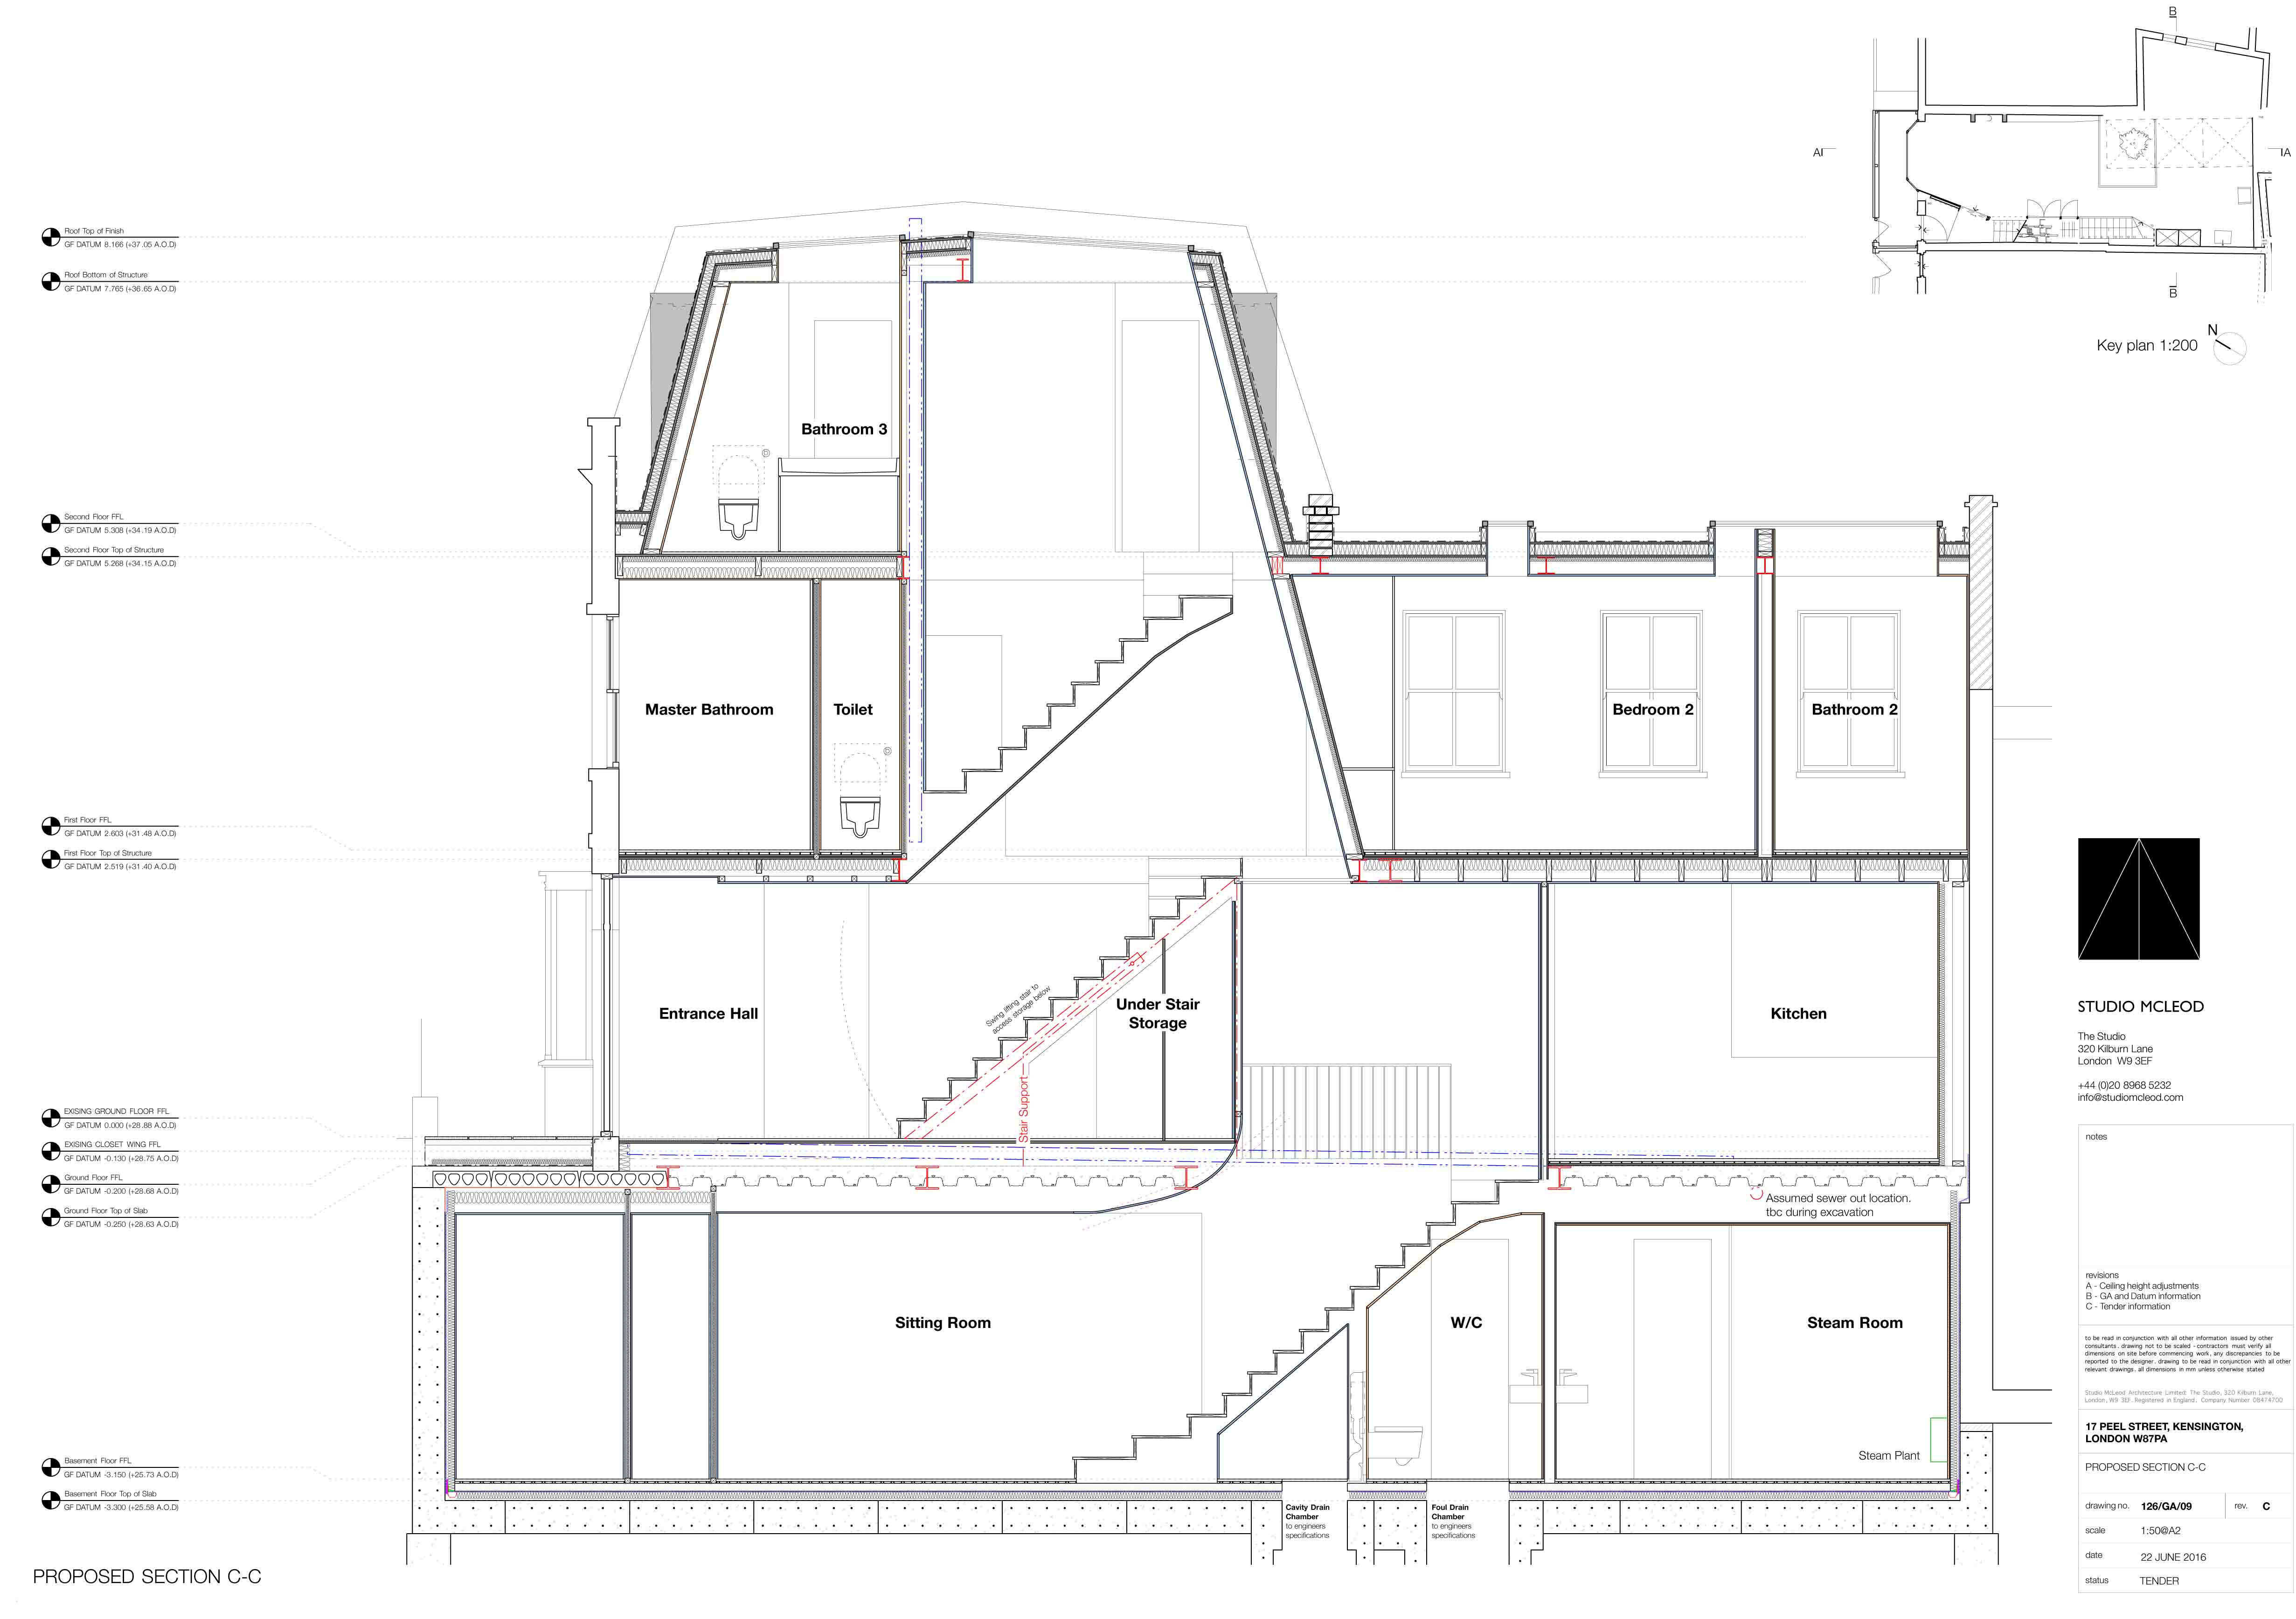 Roof Top of Finish
GF DATUM 8.166 (+37.05 A.O.D)
Roof Bottom of Structure
GF DATUM 7.765 (+36.65 A.O.D)
Second Floor FFL
GF DATUM 5.308 (+34.19 A.O.D)
Second Floor Top of Structure
GF DATUM 5.268 (+34.15 A.O.D)
First Floor FFL
GF DATUM 2.603 (+31.48 A.O.D)
First Floor Top of Structure
GF DATUM 2.519 (+31.40 A.O.D)
EXISING GROUND FLOOR FFL
GF DATUM 0.000 (+28.88 A.O.D)
EXISING CLOSET WING FFL
GF DATUM -0.130 (+28.75 A.O.D)
Ground Floor FFL
GF DATUM -0.200 (+28.68 A.O.D)
Ground Floor Top of Slab
GF DATUM -0.250 (+28.63 A.O.D)
Basement Floor FFL
GF DATUM -3.150 (+25.73 A.O.D)
Basement Floor Top of Slab
GF DATUM -3.300 (+25.58 A.O.D)
PROPOSED SECTION C-C
Bathroom 3
Master Bathroom
Toilet
Bedroom 2
Bathroom 2
Entrance Hall
Swing lifting stair to
access storage below
Under Stair
Storage
Stair Support
Kitchen
Assumed sewer out location.
tbc during excavation
Sitting Room
W/C
Steam Room
Steam Plant
Cavity Drain
Chamber
to engineers
specifications
Foul Drain
Chamber
to engineers
specifications
B
A
A
B
N
Key plan 1:200
STUDIO MCLEOD
The Studio
320 Kilburn Lane
London W9 3EF
+44 (0)20 8968 5232
info@studiomcleod.com
notes
revisions
A - Ceiling height adjustments
B - GA and Datum information
C - Tender information
to be read in conjunction with all other information issued by other
consultants. drawing not to be scaled - contractors must verify all
dimensions on site before commencing work, any discrepancies to be
reported to the designer. drawing to be read in conjunction with all other
relevant drawings. all dimensions in mm unless otherwise stated
Studio McLeod Architecture Limited: The Studio, 320 Kilburn Lane,
London, W9 3EF. Registered in England. Company Number 08474700
17 PEEL STREET, KENSINGTON,
LONDON W87PA
PROPOSED SECTION C-C
drawing no. 126/GA/09 rev. C
scale 1:50@A2
date 22 JUNE 2016
status TENDER